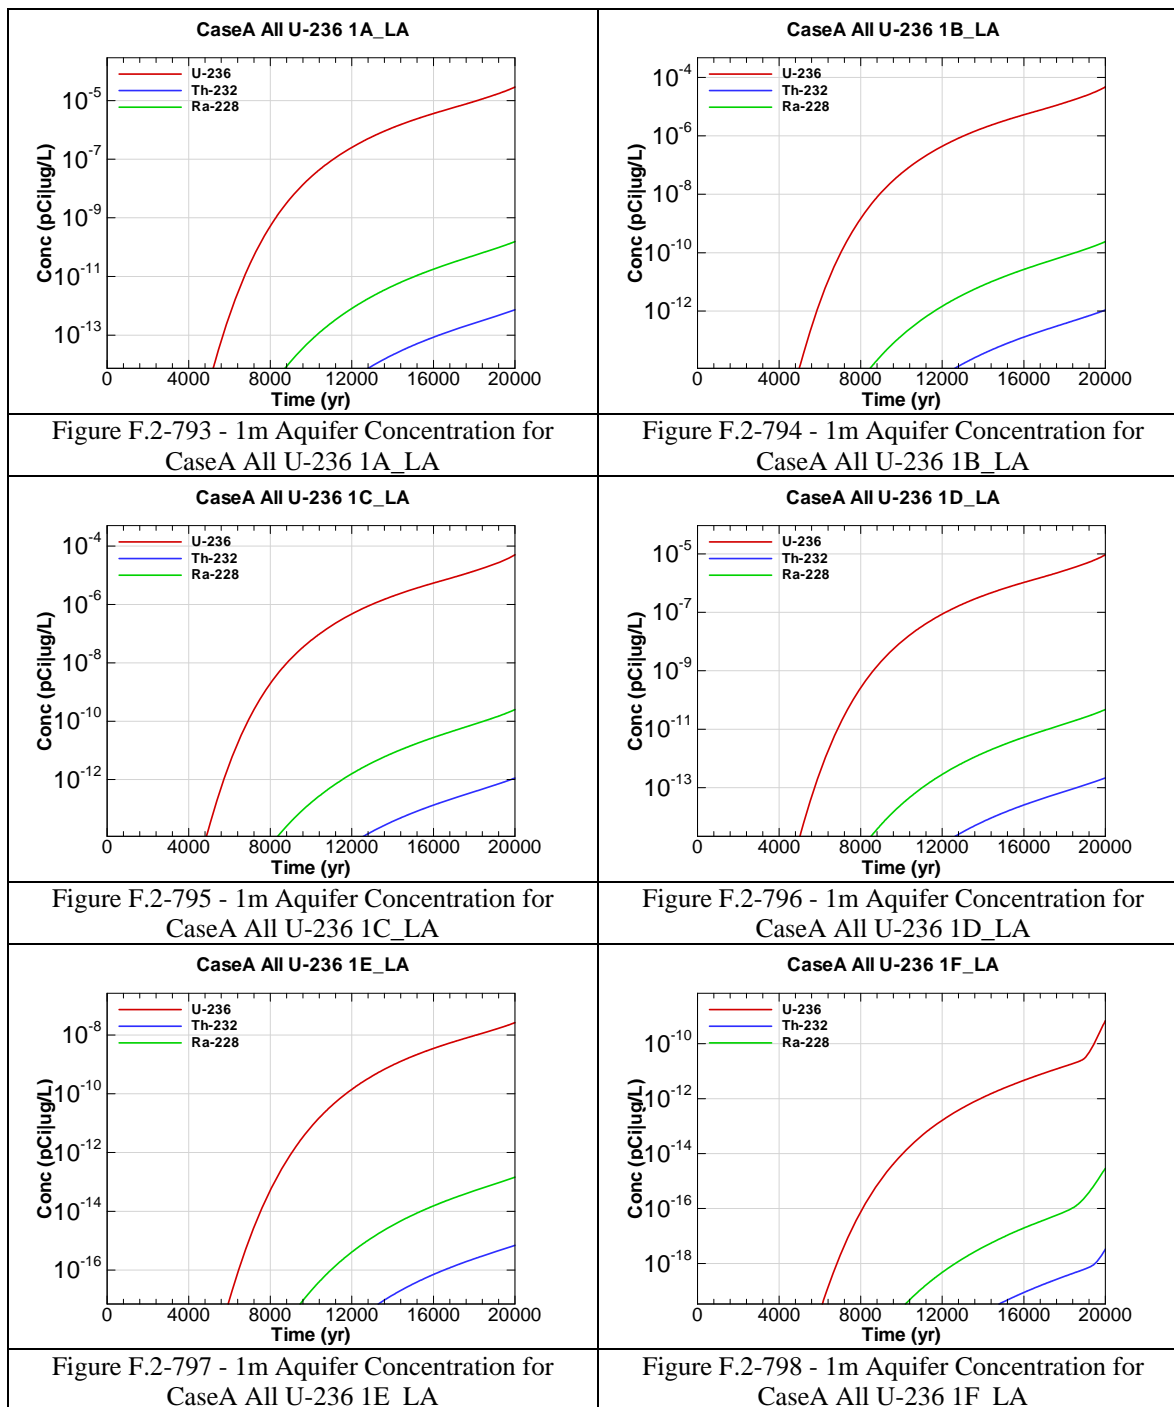 CaseA All U-236 1A_LA
U-236
Th-232
Ra-228
10-5
10-7
10-9
10-11
10-13
Conc (pCi|ug/L)
0 4000 8000 12000 16000 20000
Time (yr)
Figure F.2-793 - 1m Aquifer Concentration for
CaseA All U-236 1A_LA
CaseA All U-236 1B_LA
U-236
Th-232
Ra-228
10-4
10-6
10-8
10-10
10-12
Conc (pCi|ug/L)
0 4000 8000 12000 16000 20000
Time (yr)
Figure F.2-794 - 1m Aquifer Concentration for
CaseA All U-236 1B_LA
CaseA All U-236 1C_LA
U-236
Th-232
Ra-228
10-4
10-6
10-8
10-10
10-12
Conc (pCi|ug/L)
0 4000 8000 12000 16000 20000
Time (yr)
Figure F.2-795 - 1m Aquifer Concentration for
CaseA All U-236 1C_LA
CaseA All U-236 1D_LA
U-236
Th-232
Ra-228
10-5
10-7
10-9
10-11
10-13
Conc (pCi|ug/L)
0 4000 8000 12000 16000 20000
Time (yr)
Figure F.2-796 - 1m Aquifer Concentration for
CaseA All U-236 1D_LA
CaseA All U-236 1E_LA
U-236
Th-232
Ra-228
10-8
10-10
10-12
10-14
10-16
Conc (pCi|ug/L)
0 4000 8000 12000 16000 20000
Time (yr)
Figure F.2-797 - 1m Aquifer Concentration for
CaseA All U-236 1E_LA
CaseA All U-236 1F_LA
U-236
Th-232
Ra-228
10-10
10-12
10-14
10-16
10-18
Conc (pCi|ug/L)
0 4000 8000 12000 16000 20000
Time (yr)
Figure F.2-798 - 1m Aquifer Concentration for
CaseA All U-236 1F_LA